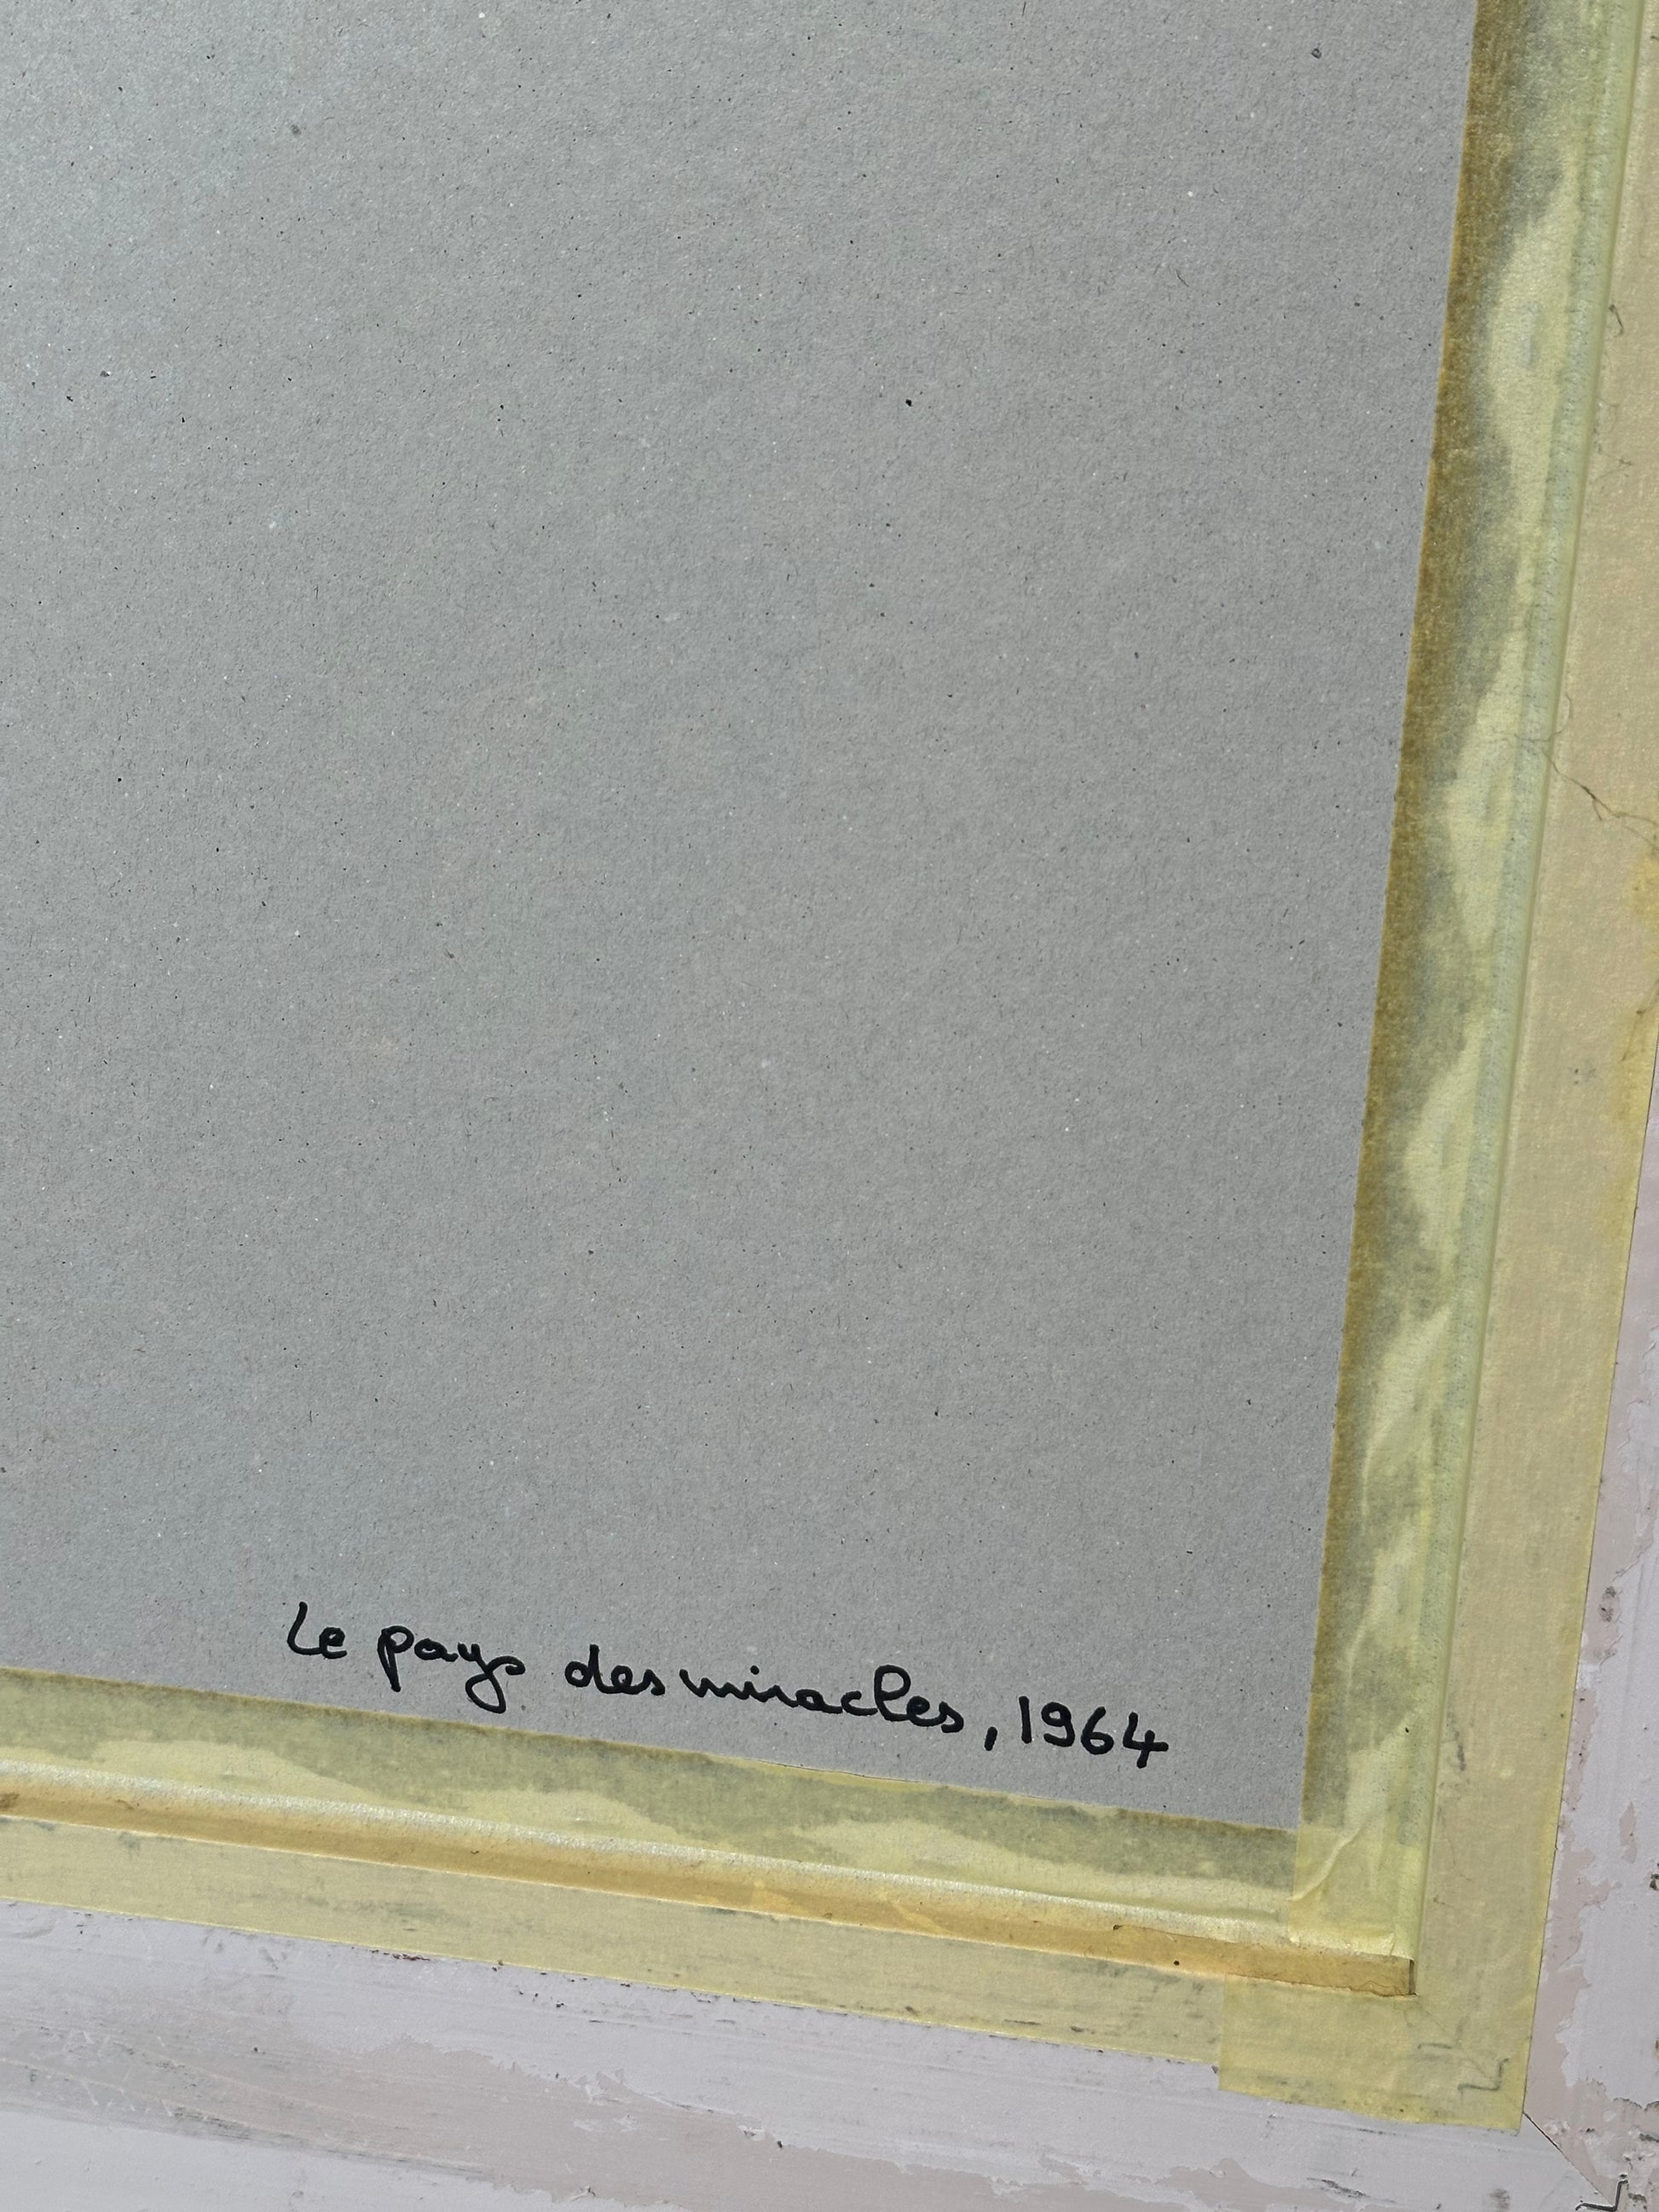 Le pays des miracles, 1964